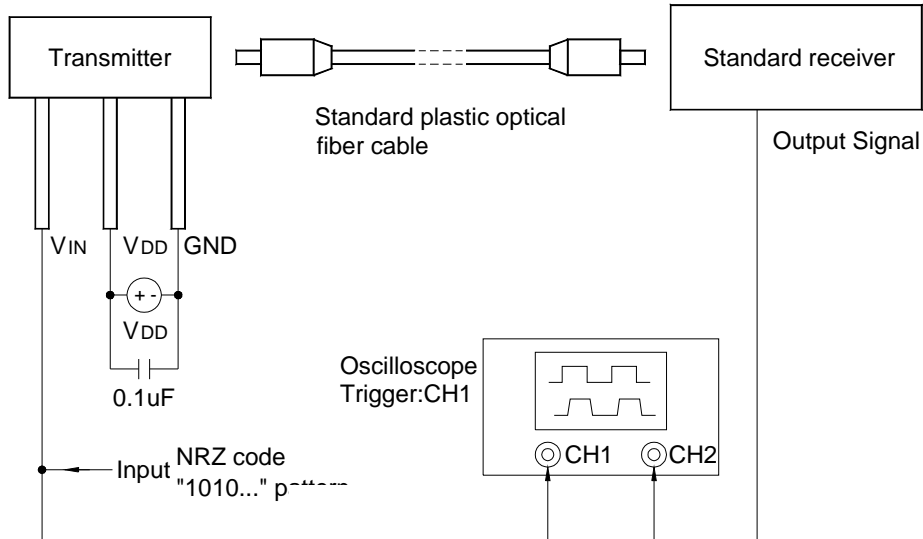 Transmitter
Standard receiver
Standard plastic optical
fiber cable
Output Signal
VIN
VDD
GND
+ -
VDD
0.1uF
Oscilloscope
Trigger:CH1
CH1
CH2
Input
NRZ code
"1010..."